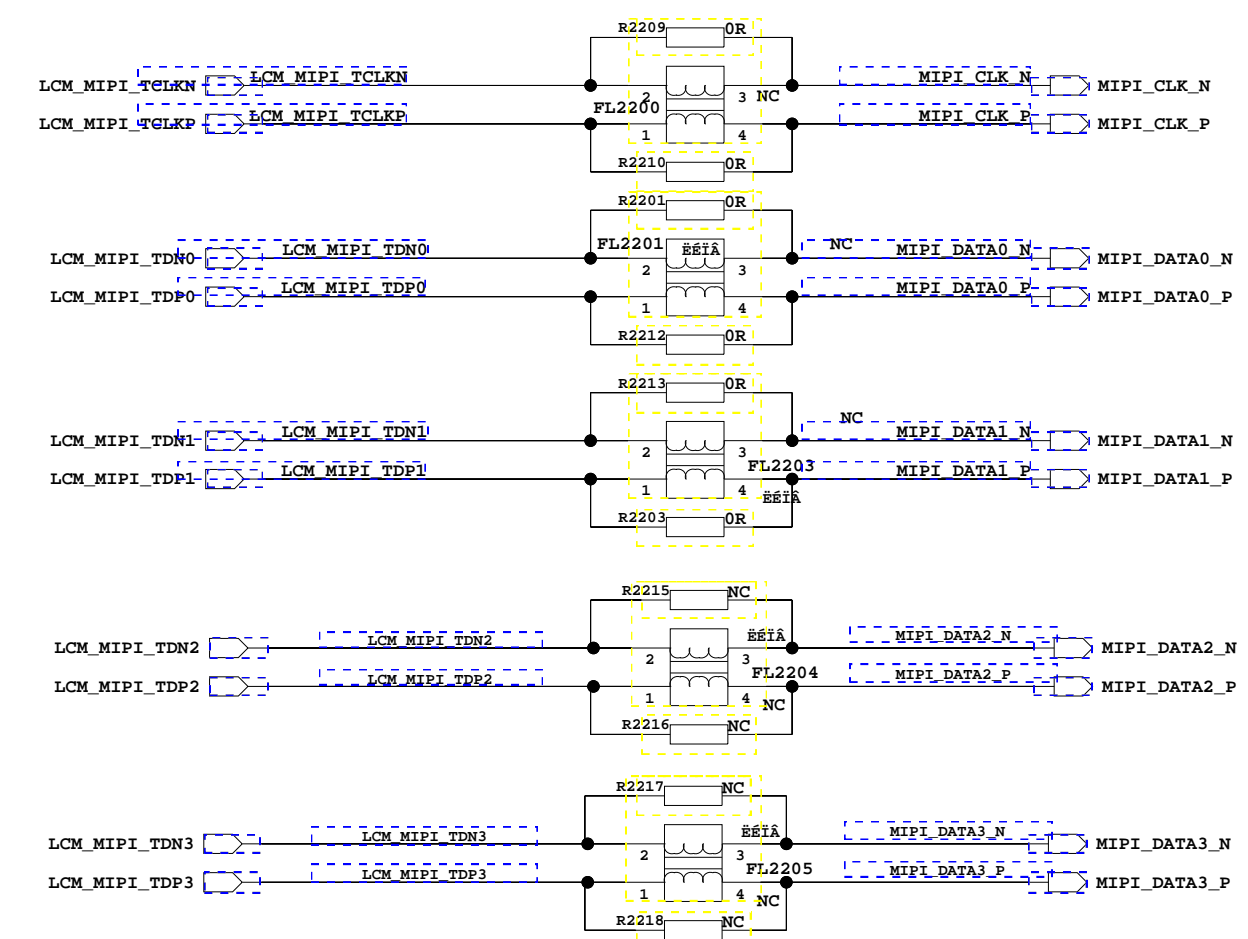 R2209 0R
LCM_MIPI_TCLKN LCM_MIPI_TCLKN 2 3 NC MIPI_CLK_N MIPI_CLK_N
FL2200
LCM_MIPI_TCLKP LCM_MIPI_TCLKP 1 4 MIPI_CLK_P MIPI_CLK_P
R2210 0R
R2201 0R
LCM_MIPI_TDN0 LCM_MIPI_TDN0 FL2201 ËÉÏÂ 2 3 NC MIPI_DATA0_N MIPI_DATA0_N
LCM_MIPI_TDP0 LCM_MIPI_TDP0 1 4 MIPI_DATA0_P MIPI_DATA0_P
R2212 0R
R2213 0R
NC
LCM_MIPI_TDN1 LCM_MIPI_TDN1 2 3 MIPI_DATA1_N MIPI_DATA1_N
FL2203
LCM_MIPI_TDP1 LCM_MIPI_TDP1 1 4 MIPI_DATA1_P MIPI_DATA1_P
ËÉÏÂ
R2203 0R
R2215 NC
LCM_MIPI_TDN2 LCM_MIPI_TDN2 2 3 ËÉÏÂ MIPI_DATA2_N MIPI_DATA2_N
FL2204
LCM_MIPI_TDP2 LCM_MIPI_TDP2 1 4 NC MIPI_DATA2_P MIPI_DATA2_P
R2216 NC
R2217 NC
LCM_MIPI_TDN3 LCM_MIPI_TDN3 2 3 ËÉÏÂ MIPI_DATA3_N MIPI_DATA3_N
FL2205
LCM_MIPI_TDP3 LCM_MIPI_TDP3 1 4 NC MIPI_DATA3_P MIPI_DATA3_P
R2218 NC